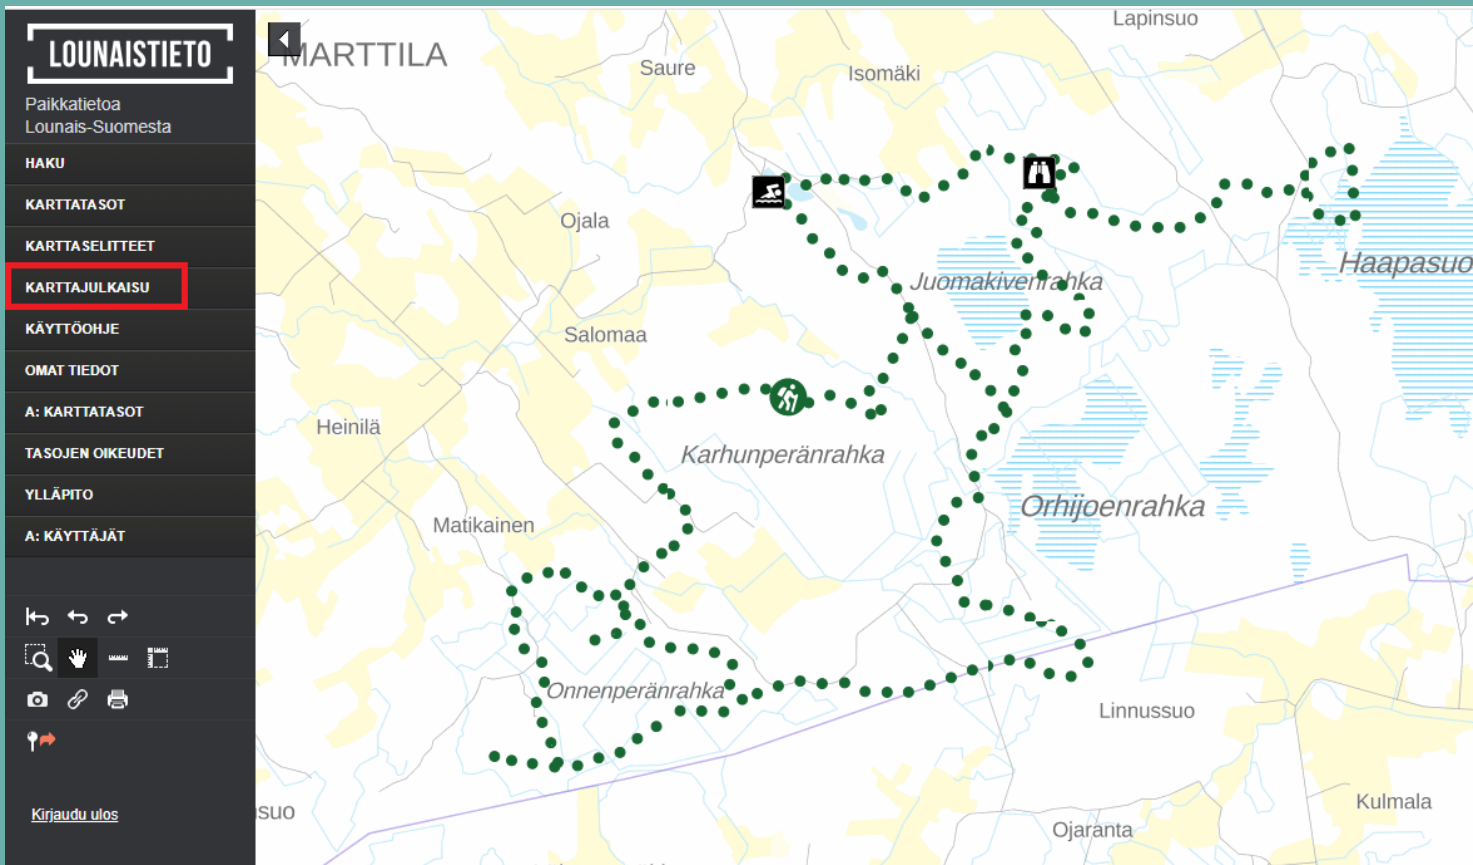 LOUNAISTIETO
Paikkatietoa
Lounais-Suomesta
HAKU
KARTTATASOT
KARTTASELITTEET
KARTTAJULKAISU
KÄYTTÖOHJE
OMAT TIEDOT
A: KARTTATASOT
TASOJEN OIKEUDET
YLLÄPITO
A: KÄYTTÄJÄT
Kirjaudu ulos
MARTTILA
Lapinsuo
Saure
Isomäki
Ojala
Haapasuo
Juomakivenrahka
Salomaa
Heinilä
Karhunperänrahka
Orhijoenrahka
Matikainen
Onnenperänrahka
Linnussuo
suo
Kulmala
Ojaranta